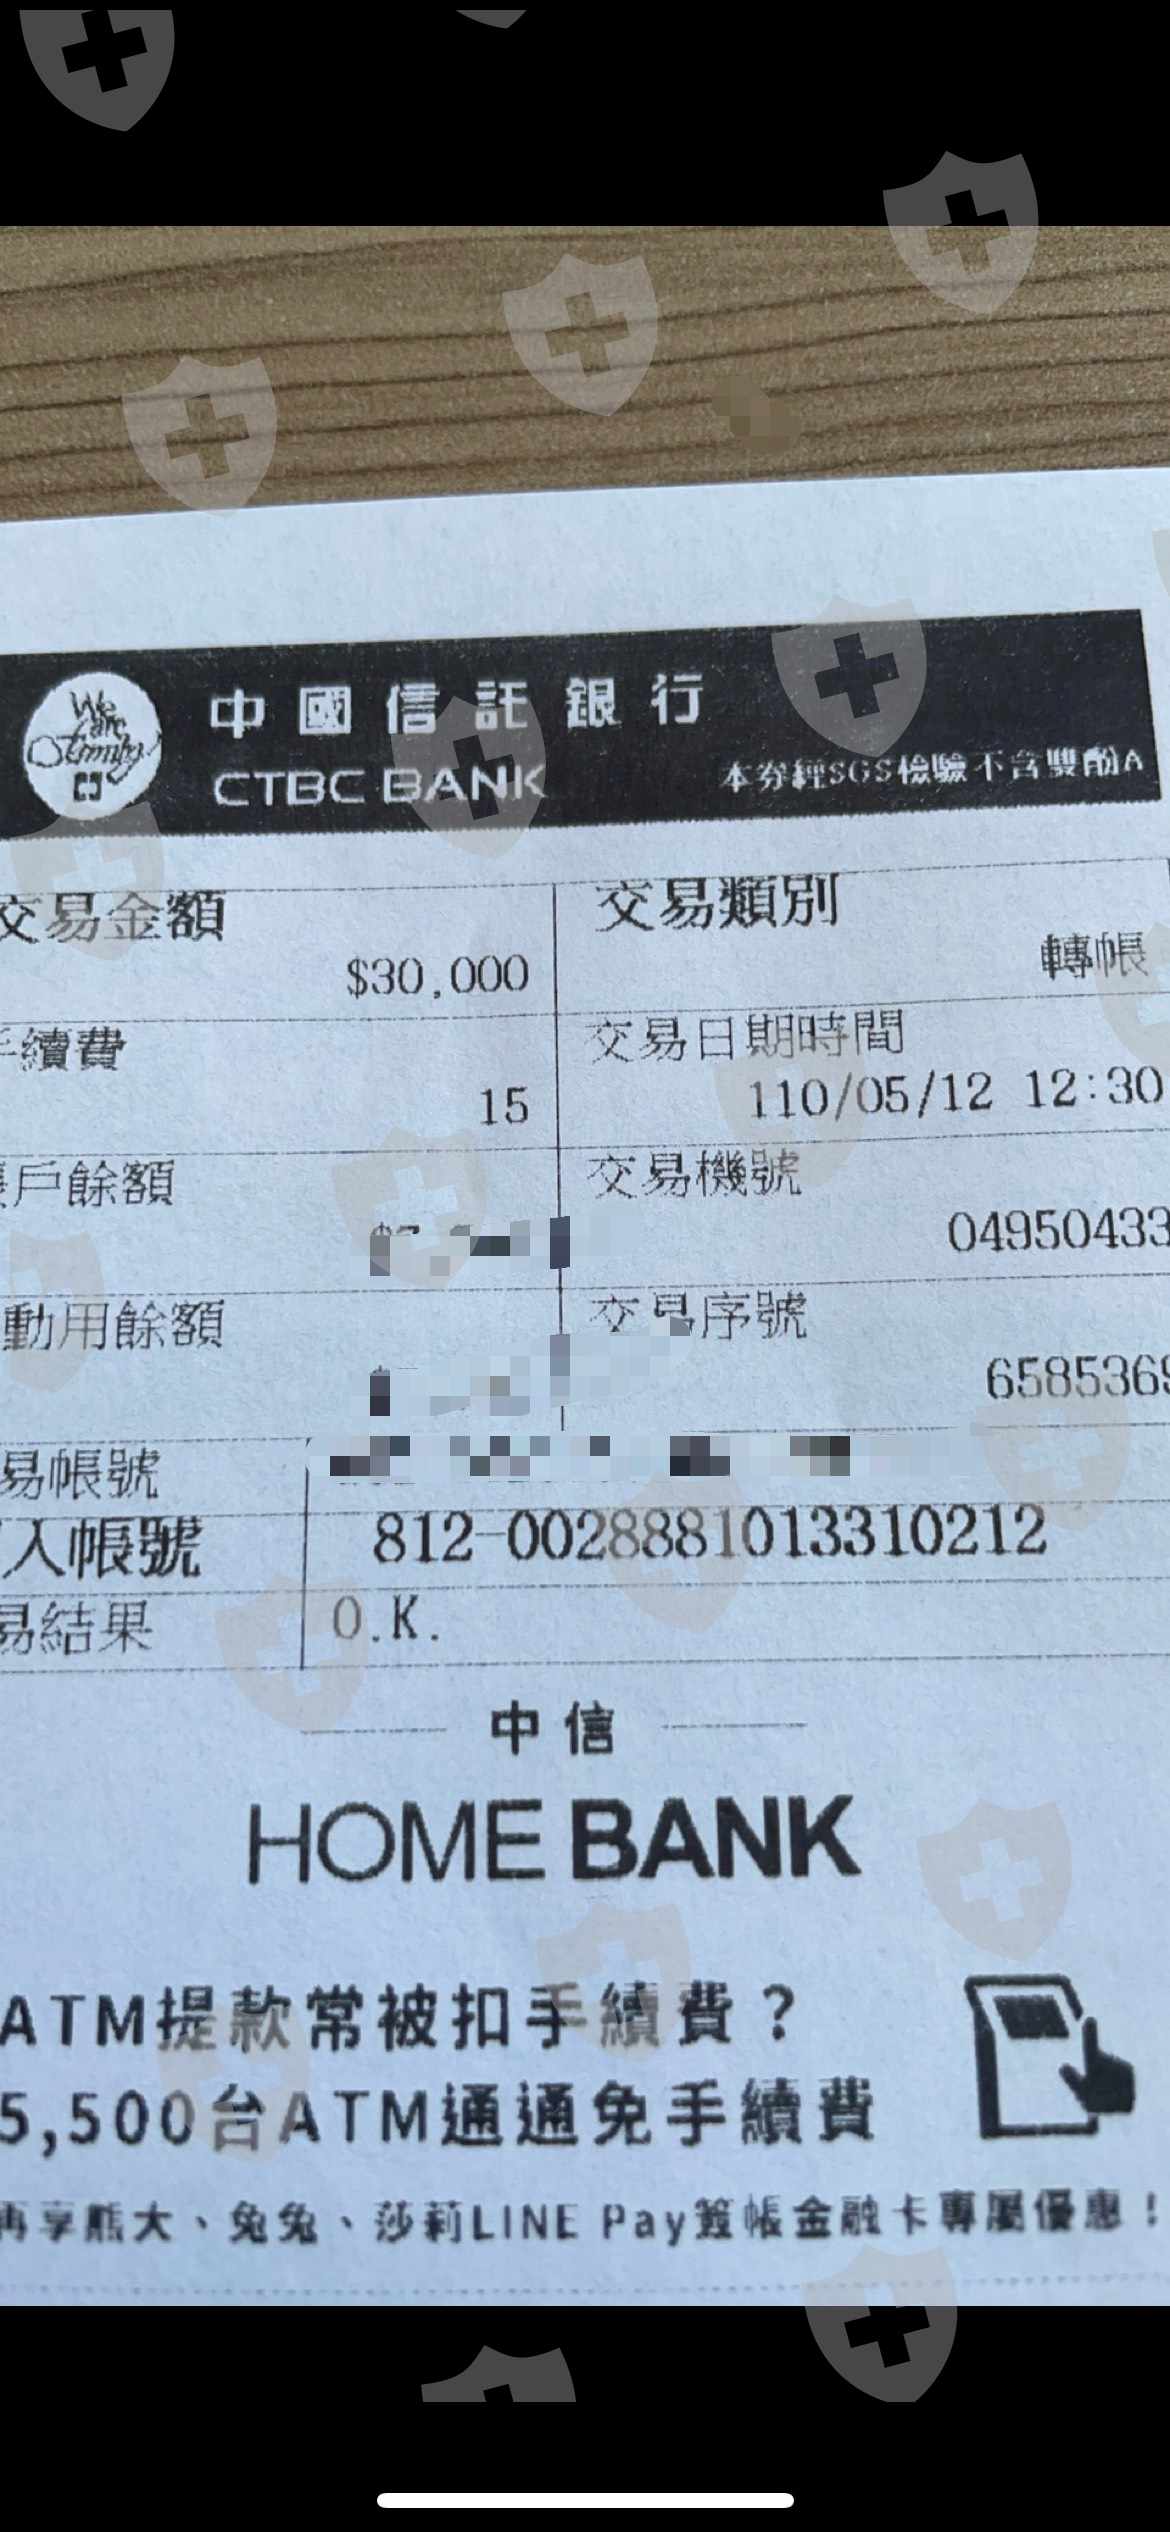 We are family
中國信託銀行
CTBC BANK
本券經SGS檢驗不含雙酚A
交易金額
$30,000
交易類別
轉帳
手續費
15
交易日期時間
110/05/12 12:30
戶餘額
交易機號
04950433
動用餘額
交易序號
6585369
易帳號
入帳號 812-0028881013310212
易結果 O.K.
中信
HOME BANK
ATM提款常被扣手續費？
5,500台ATM通通免手續費
再享熊大、兔兔、莎莉LINE Pay簽帳金融卡專屬優惠！